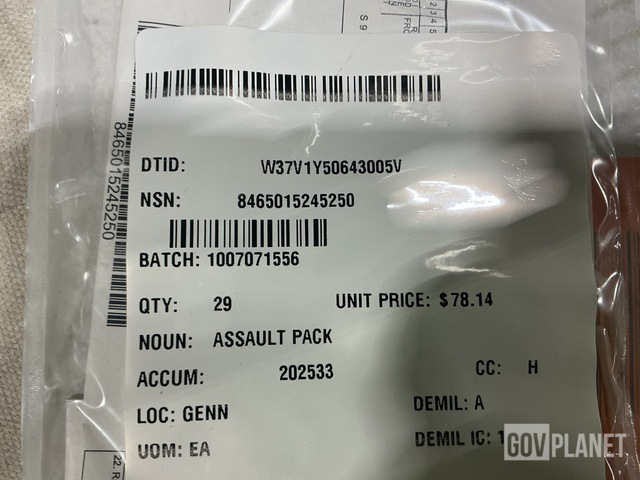 DTID: W37V1Y50643005V
NSN: 8465015245250
BATCH: 1007071556
QTY: 29 UNIT PRICE: $78.14
NOUN: ASSAULT PACK
ACCUM: 202533 CC: H
LOC: GENN DEMIL: A
UOM: EA DEMIL IC: 1
8465015245250
GOVPLANET